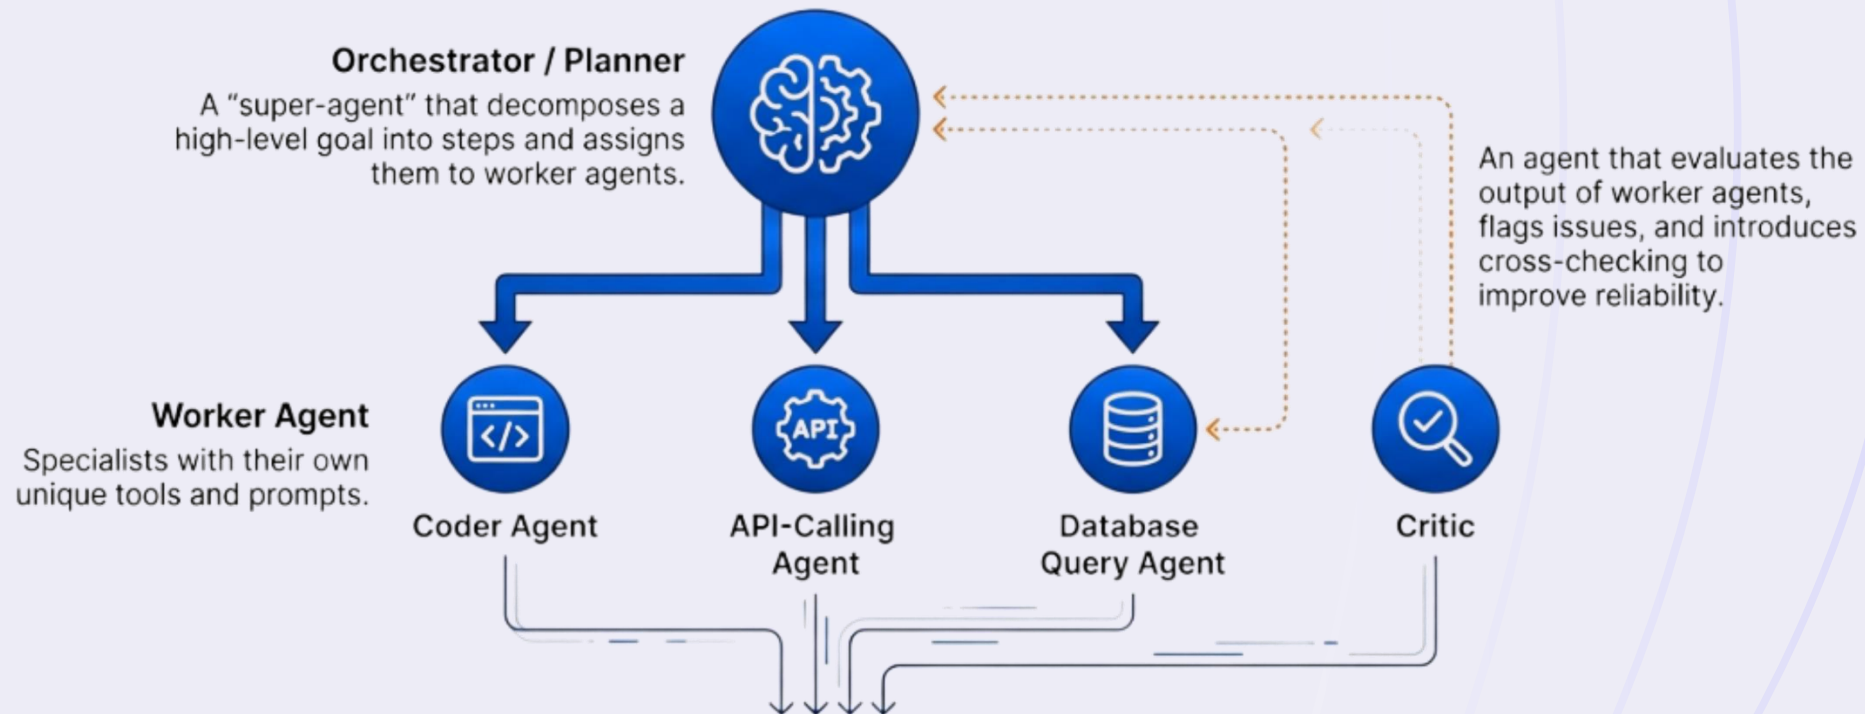 Orchestrator / Planner
A “super-agent” that decomposes a
high-level goal into steps and assigns
them to worker agents.
An agent that evaluates the
output of worker agents,
flags issues, and introduces
cross-checking to
improve reliability.
Worker Agent
Specialists with their own
unique tools and prompts.
</>
API
Coder Agent
API-Calling
Agent
Database
Query Agent
Critic